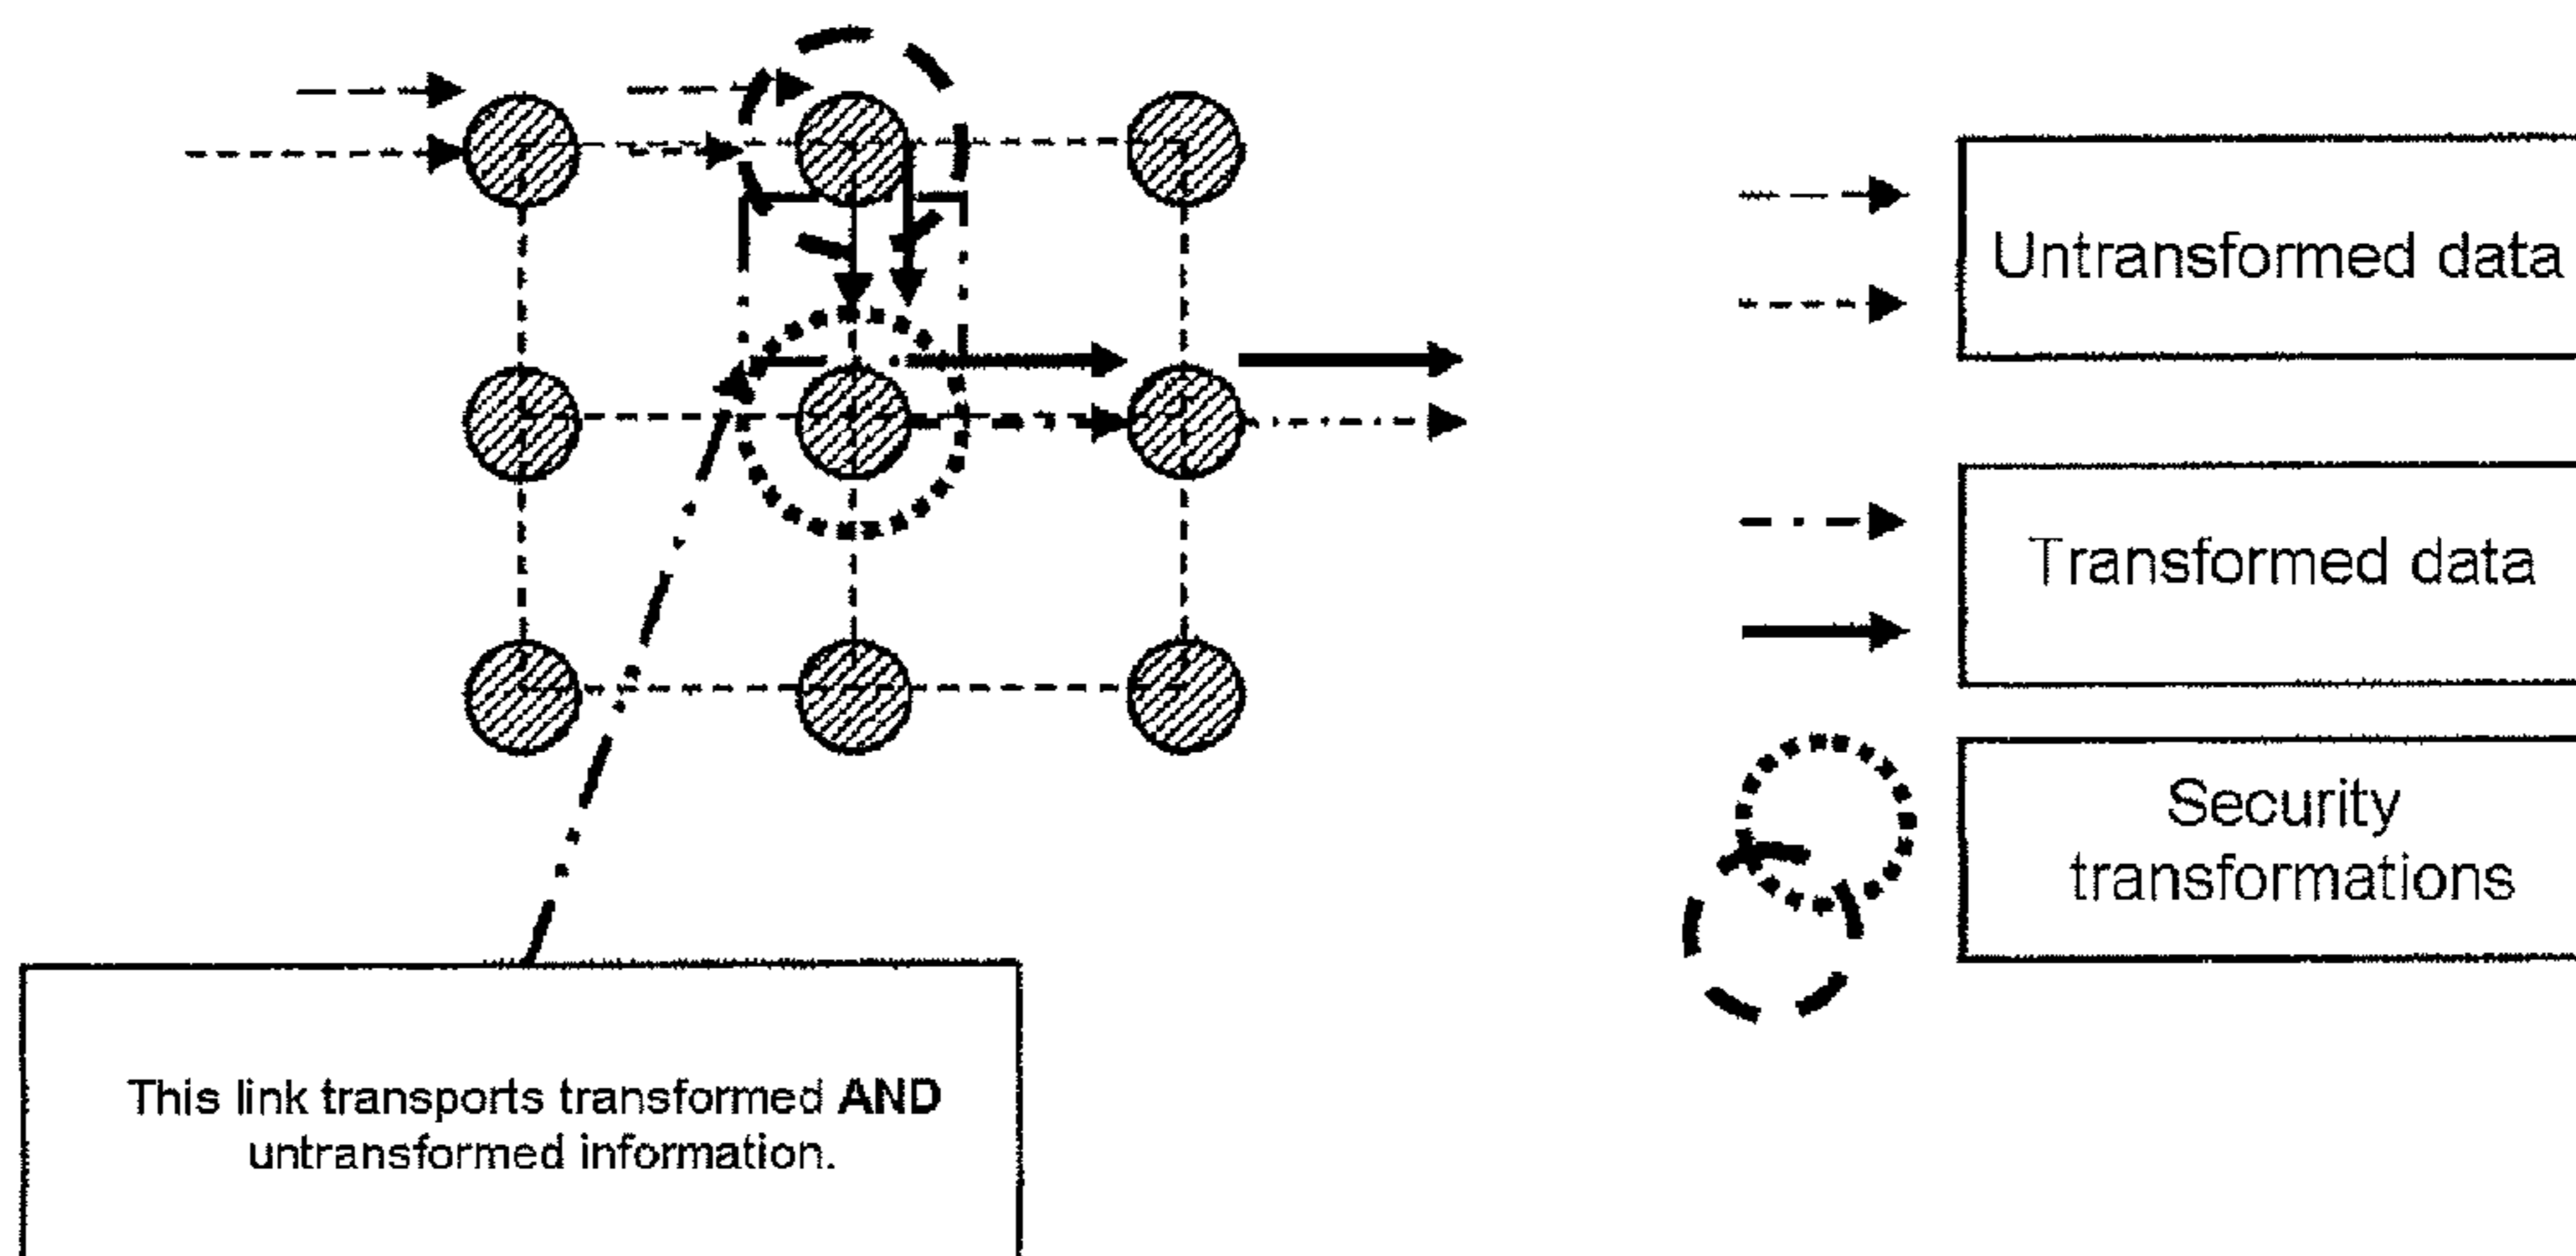 Untransformed data
Transformed data
Security
transformations
This link transports transformed AND
untransformed information.